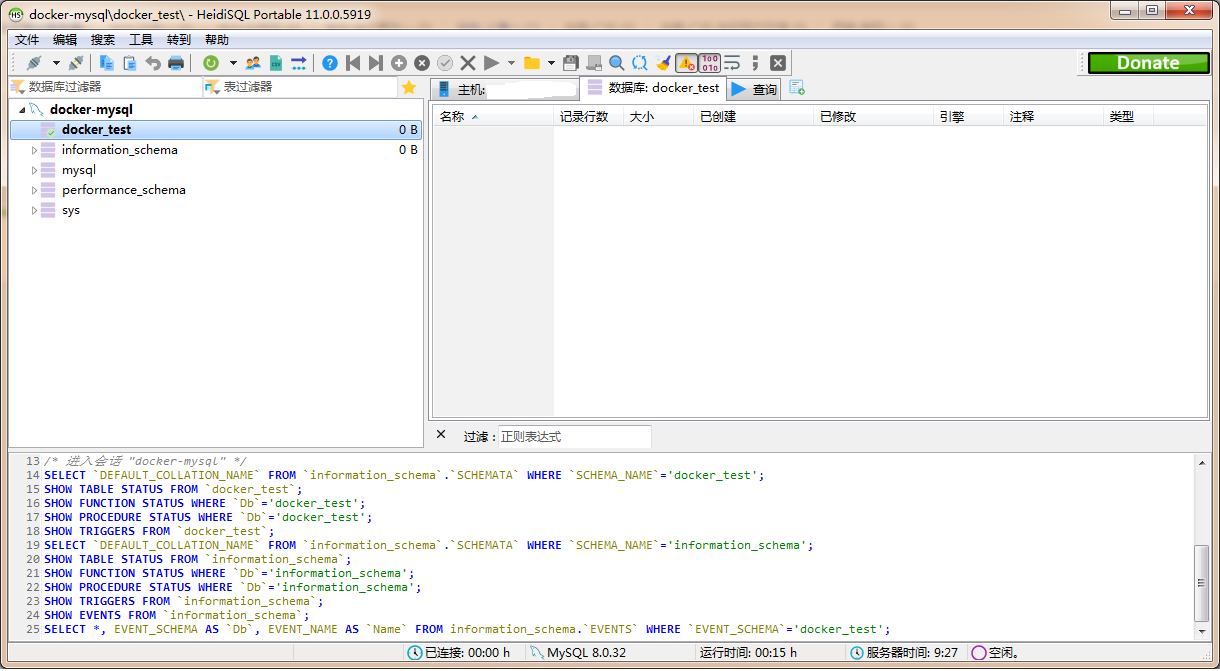 docker-mysql\docker_test\ - HeidiSQL Portable 11.0.0.5919
文件 编辑 搜索 工具 转到 帮助
Donate
数据库过滤器 表过滤器
主机: 数据库: docker_test 查询
docker-mysql
docker_test 0 B
information_schema 0 B
mysql
performance_schema
sys
名称 记录行数 大小 已创建 已修改 引擎 注释 类型
过滤: 正则表达式
13 /* 进入会话 "docker-mysql" */
14 SELECT `DEFAULT_COLLATION_NAME` FROM `information_schema`.`SCHEMATA` WHERE `SCHEMA_NAME`='docker_test';
15 SHOW TABLE STATUS FROM `docker_test`;
16 SHOW FUNCTION STATUS WHERE `Db`='docker_test';
17 SHOW PROCEDURE STATUS WHERE `Db`='docker_test';
18 SHOW TRIGGERS FROM `docker_test`;
19 SELECT `DEFAULT_COLLATION_NAME` FROM `information_schema`.`SCHEMATA` WHERE `SCHEMA_NAME`='information_schema';
20 SHOW TABLE STATUS FROM `information_schema`;
21 SHOW FUNCTION STATUS WHERE `Db`='information_schema';
22 SHOW PROCEDURE STATUS WHERE `Db`='information_schema';
23 SHOW TRIGGERS FROM `information_schema`;
24 SHOW EVENTS FROM `information_schema`;
25 SELECT *, EVENT_SCHEMA AS `Db`, EVENT_NAME AS `Name` FROM information_schema.`EVENTS` WHERE `EVENT_SCHEMA`='docker_test';
已连接: 00:00 h MySQL 8.0.32 运行时间: 00:15 h 服务器时间: 9:27 空闲。